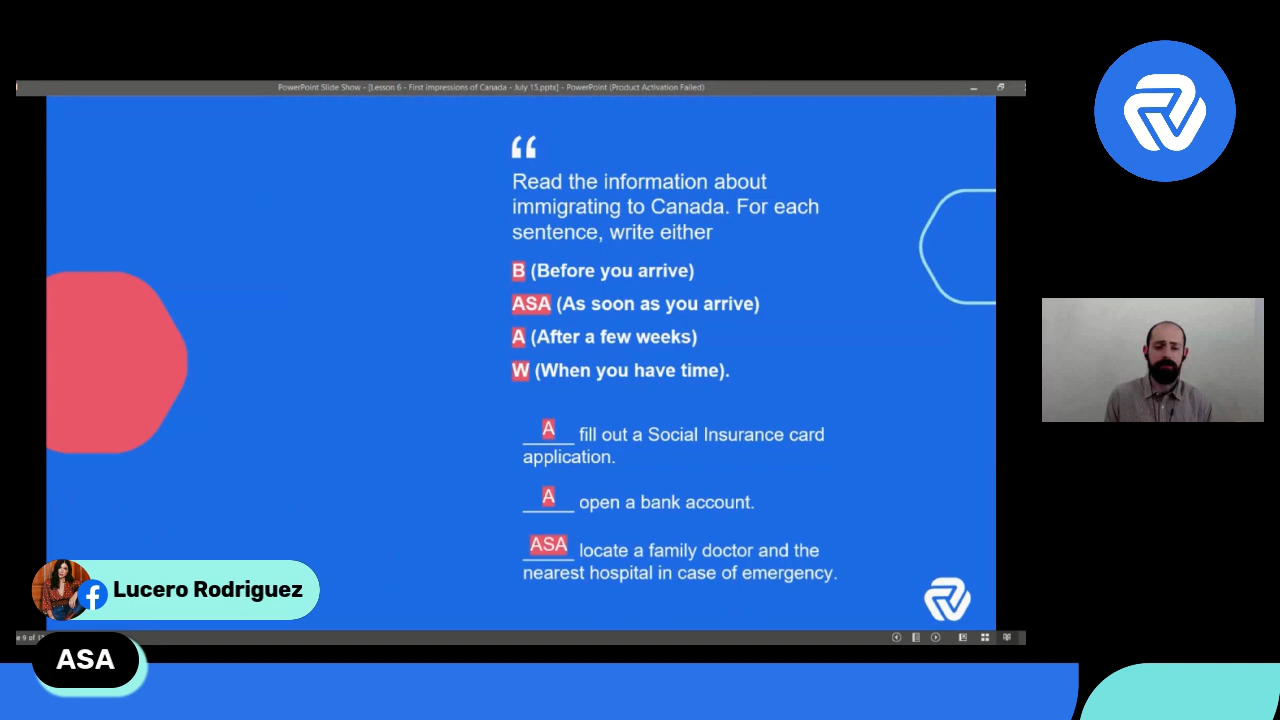 PowerPoint Slide Show - [Lesson 6 - First impressions of Canada - July 15.pptx] - PowerPoint (Product Activation Failed)
“
Read the information about
immigrating to Canada. For each
sentence, write either
B (Before you arrive)
ASA (As soon as you arrive)
A (After a few weeks)
W (When you have time).
A fill out a Social Insurance card
application.
A open a bank account.
ASA locate a family doctor and the
nearest hospital in case of emergency.
Lucero Rodriguez
ASA